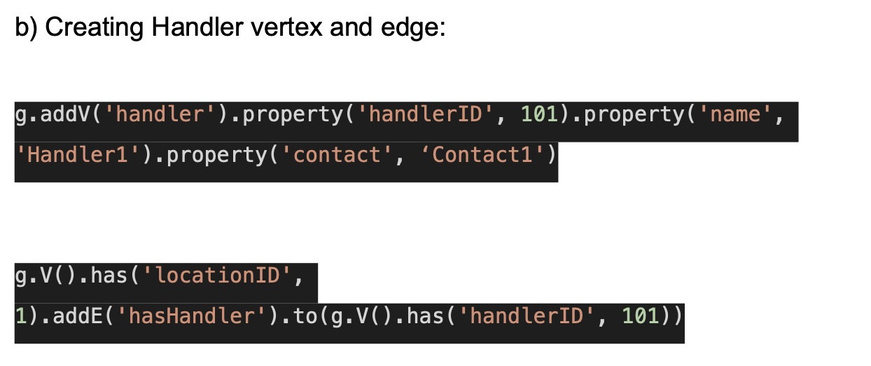 b) Creating Handler vertex and edge:
g.addV('handler').property('handlerID', 101).property('name',
'Handler1').property('contact', ‘Contact1')
g.V().has('locationID',
1).addE('hasHandler').to(g.V().has('handlerID', 101))